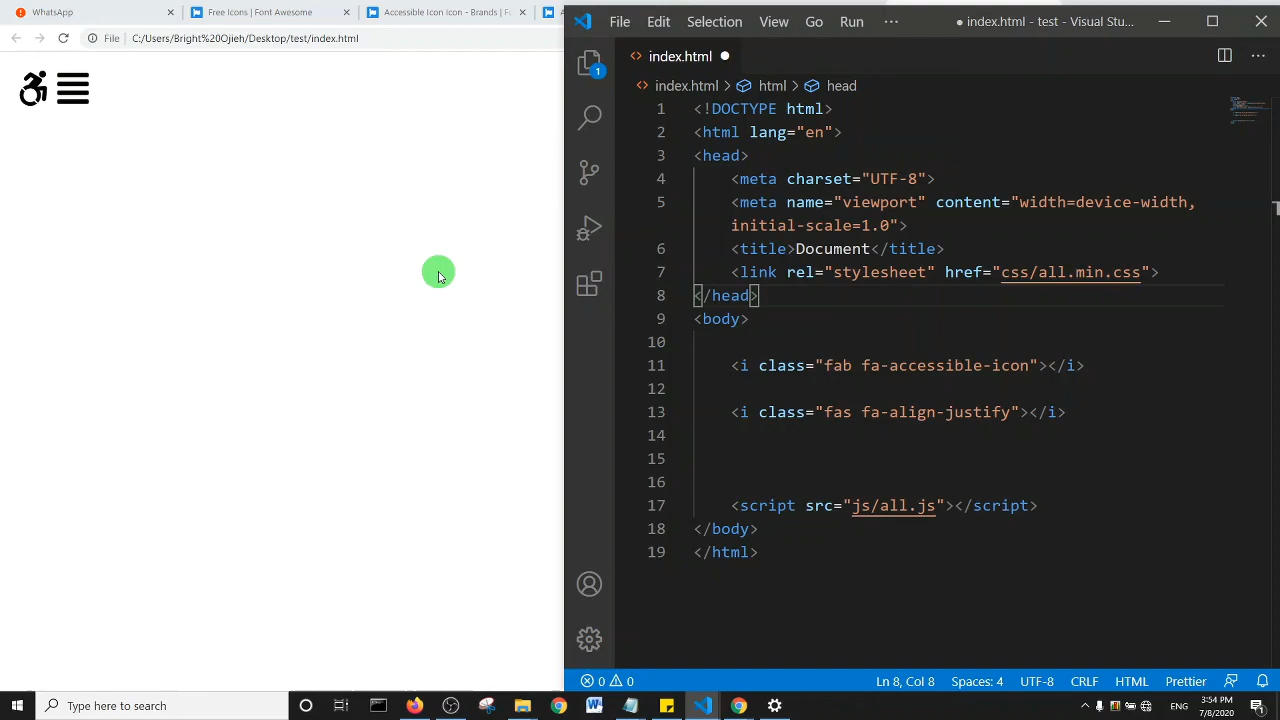 WhatsApp
Free Icons | Font Awesom
Accessible Icon Icon - Brands | Fo
File
C:/Users/Bright%20Ojieh/Desktop/test/index.html
File Edit Selection View Go Run ···
● index.html - test - Visual Stu...
index.html
index.html > html > head
1 <!DOCTYPE html>
2 <html lang="en">
3 <head>
4 <meta charset="UTF-8">
5 <meta name="viewport" content="width=device-width,
initial-scale=1.0">
6 <title>Document</title>
7 <link rel="stylesheet" href="css/all.min.css">
8 </head>
9 <body>
10
11 <i class="fab fa-accessible-icon"></i>
12
13 <i class="fas fa-align-justify"></i>
14
15
16
17 <script src="js/all.js"></script>
18 </body>
19 </html>
1
0 0
Ln 8, Col 8 Spaces: 4 UTF-8 CRLF HTML Prettier
Type here to search
ENG
3:54 PM
7/8/2020
1